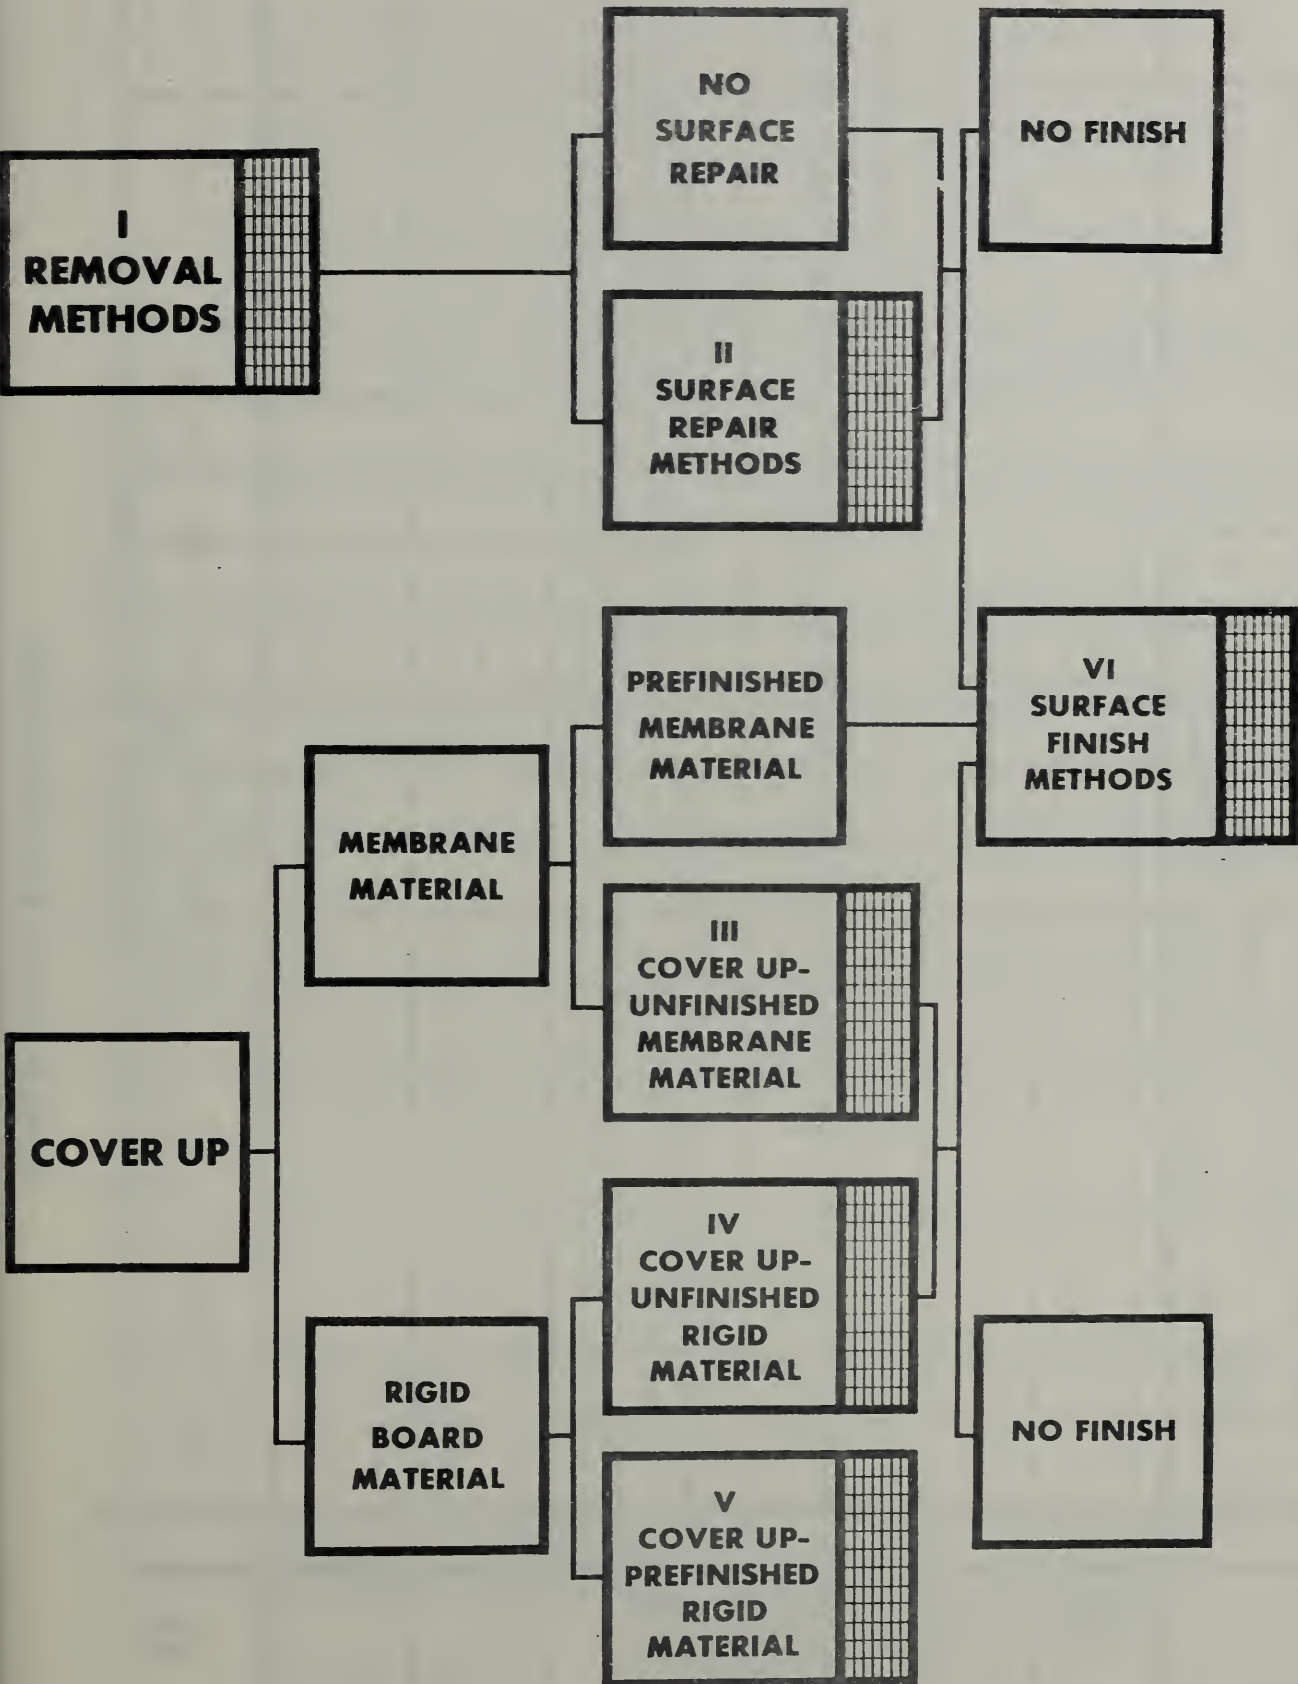 I
REMOVAL
METHODS
NO
SURFACE
REPAIR
II
SURFACE
REPAIR
METHODS
NO FINISH
COVER UP
MEMBRANE
MATERIAL
RIGID
BOARD
MATERIAL
PREFINISHED
MEMBRANE
MATERIAL
III
COVER UP-
UNFINISHED
MEMBRANE
MATERIAL
IV
COVER UP-
UNFINISHED
RIGID
MATERIAL
V
COVER UP-
PREFINISHED
RIGID
MATERIAL
VI
SURFACE
FINISH
METHODS
NO FINISH